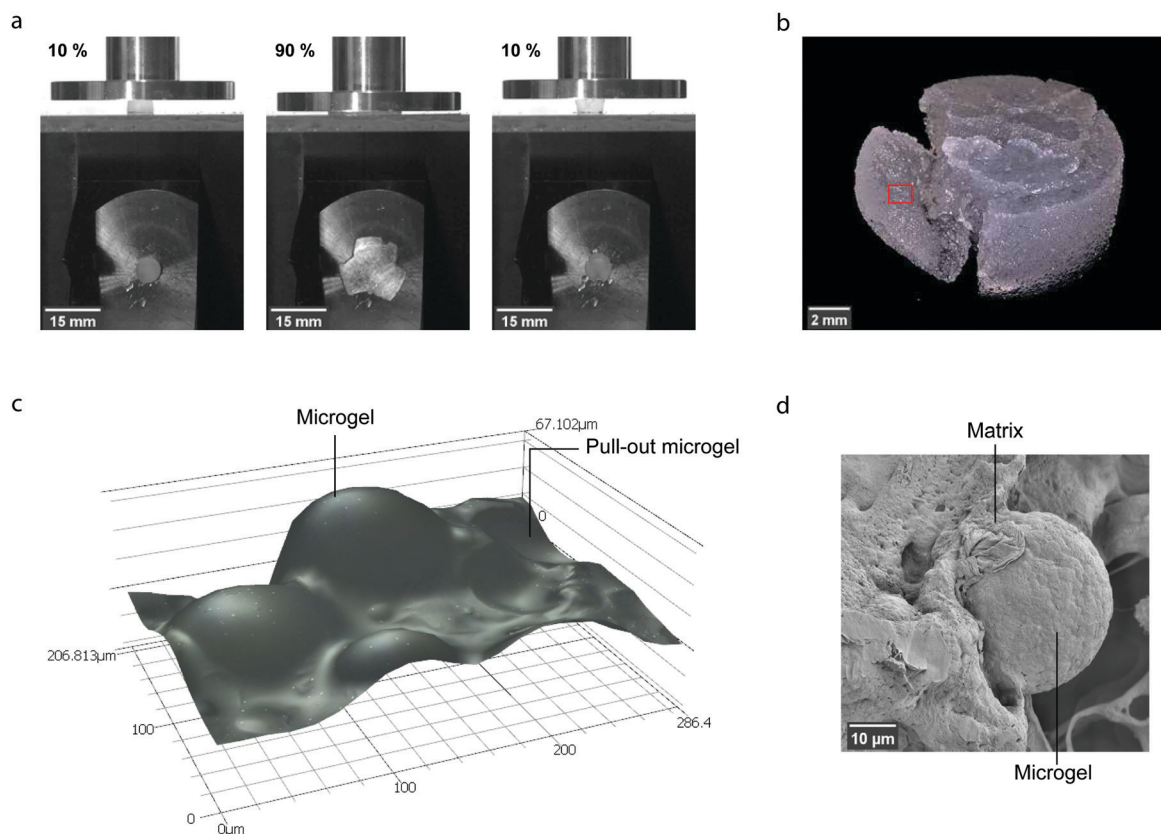 a
10 %
90 %
10 %
15 mm
15 mm
15 mm
b
2 mm
c
Microgel
67.102µm
Pull-out microgel
0
206.813µm
100
0
0µm
100
200
286.4
d
Matrix
10 µm
Microgel